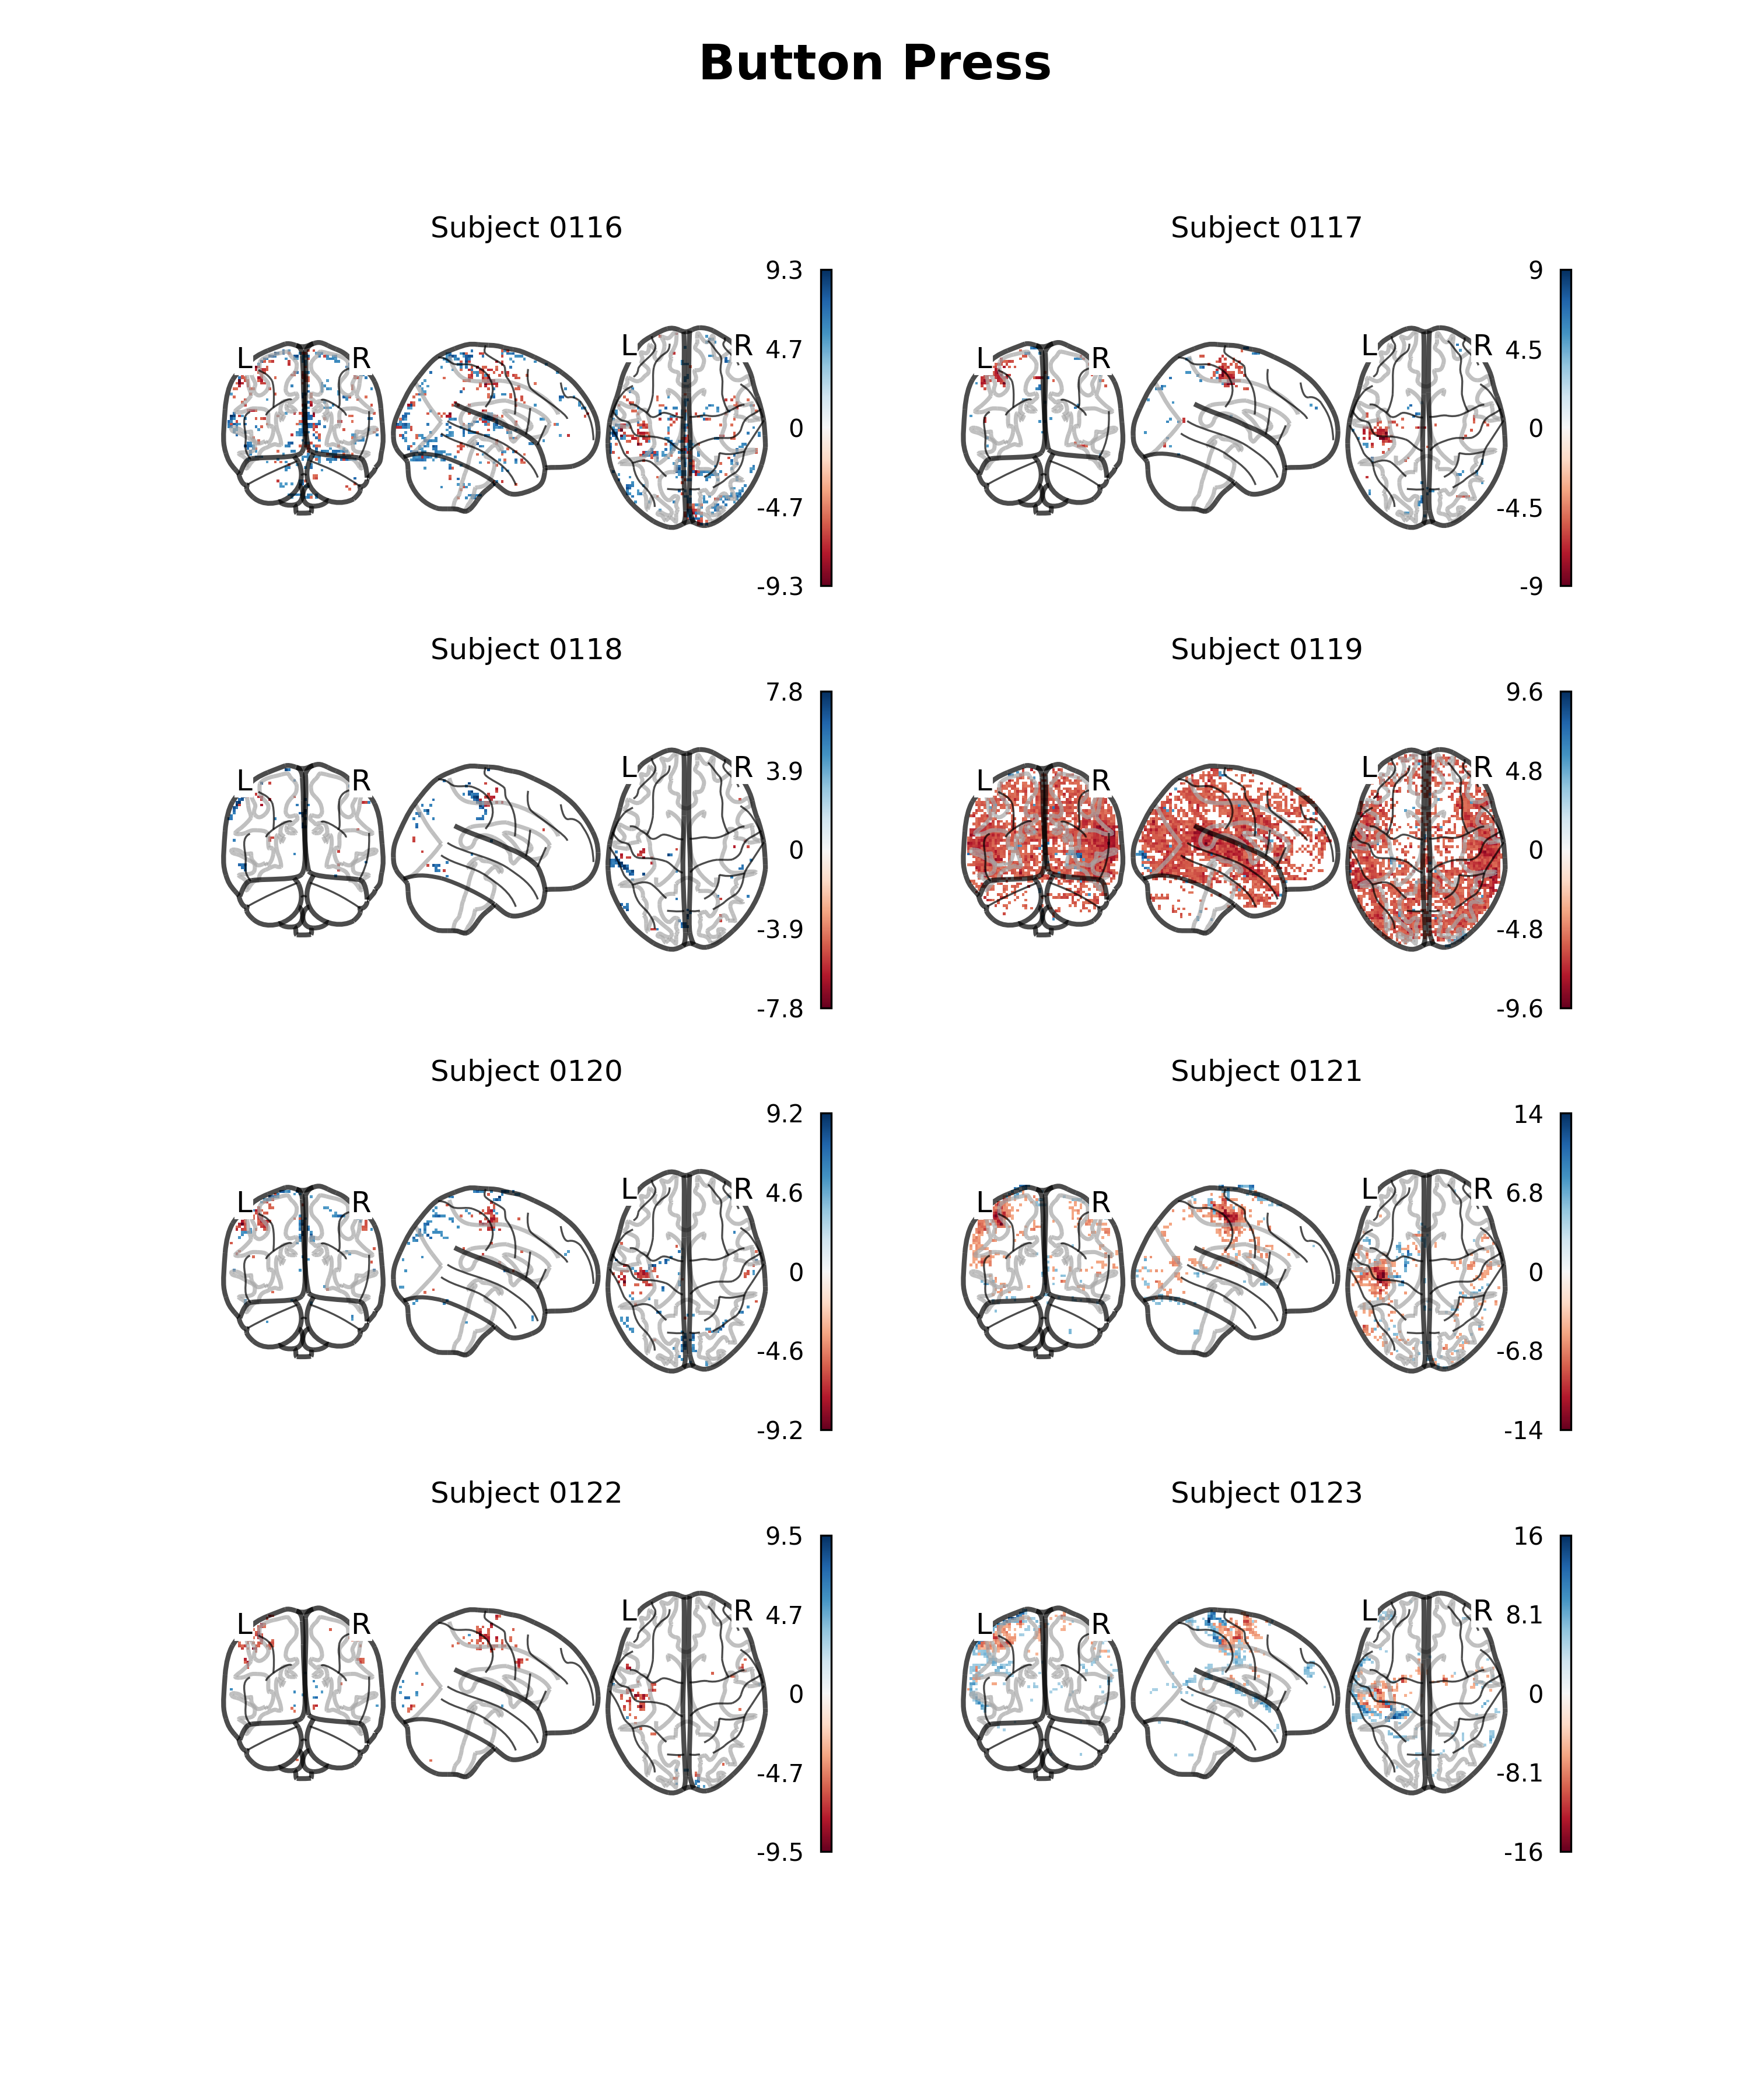 Button Press
Subject 0116
Subject 0117
9.3
4.7
0
-4.7
-9.3
L R
L R
9
4.5
0
-4.5
-9
L R
L R
Subject 0118
Subject 0119
7.8
3.9
0
-3.9
-7.8
L R
L R
9.6
4.8
0
-4.8
-9.6
L R
L R
Subject 0120
Subject 0121
9.2
4.6
0
-4.6
-9.2
L R
L R
14
6.8
0
-6.8
-14
L R
L R
Subject 0122
Subject 0123
9.5
4.7
0
-4.7
-9.5
L R
L R
16
8.1
0
-8.1
-16
L R
L R